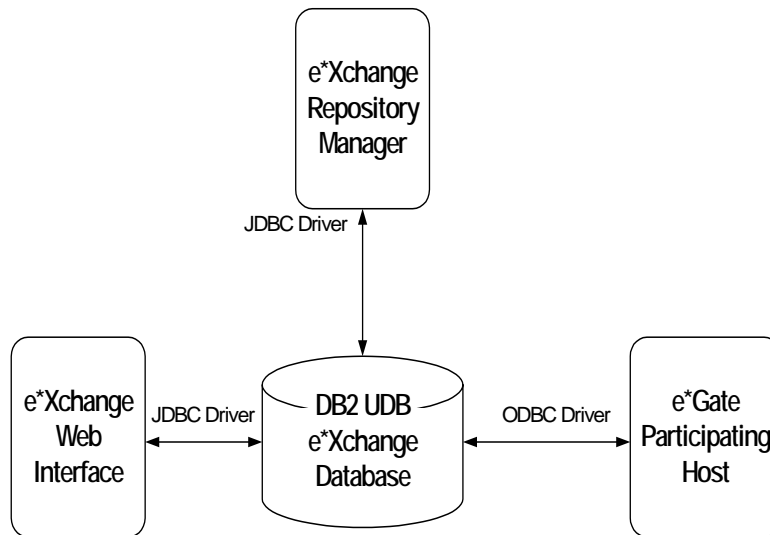 e*Xchange
Repository
Manager
JDBC Driver
e*Xchange
Web
Interface
JDBC Driver
DB2 UDB
e*Xchange
Database
ODBC Driver
e*Gate
Participating
Host